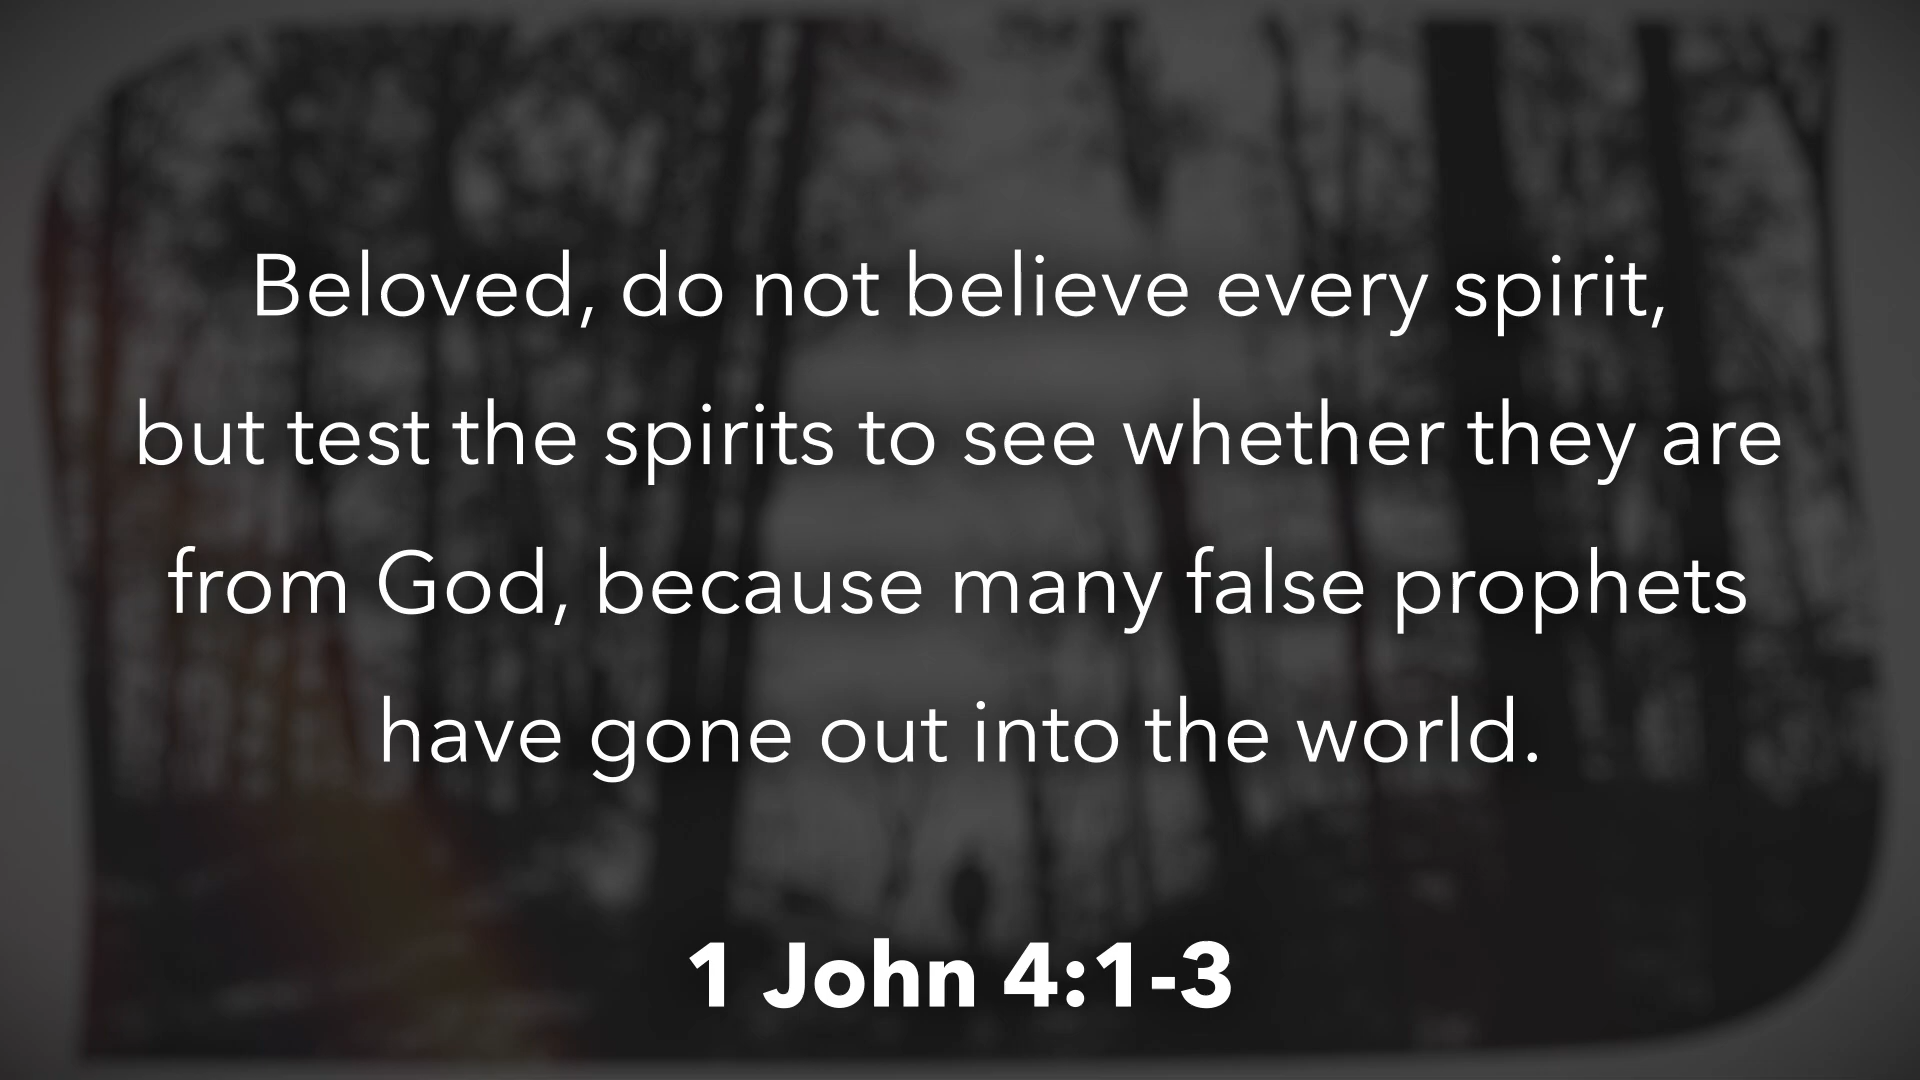 Beloved, do not believe every spirit,
but test the spirits to see whether they are
from God, because many false prophets
have gone out into the world.
1 John 4:1-3